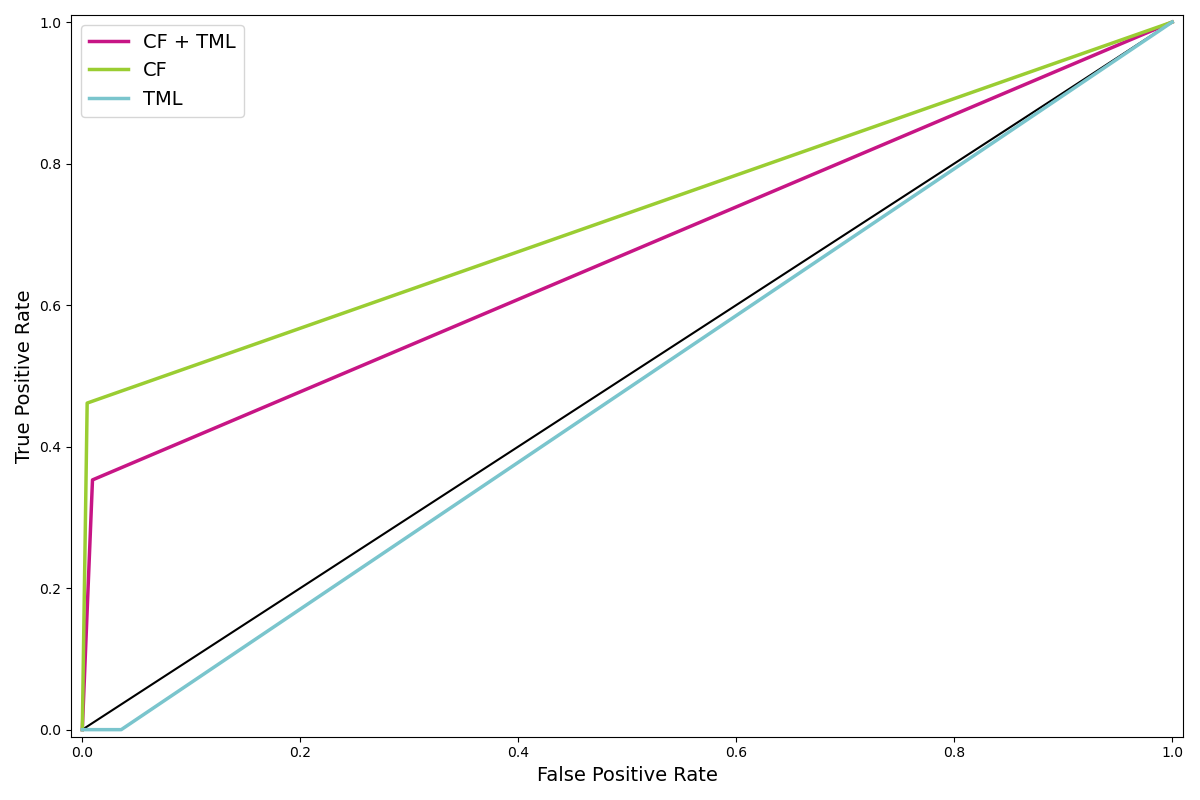 CF + TML
CF
TML
1.0
0.8
0.6
0.4
0.2
0.0
True Positive Rate
0.0 0.2 0.4 0.6 0.8 1.0
False Positive Rate